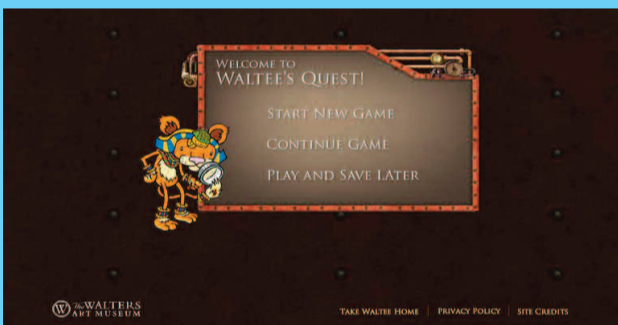 WELCOME TO
WALTEE'S QUEST!
START NEW GAME
CONTINUE GAME
PLAY AND SAVE LATER
W The WALTERS
ART MUSEUM
TAKE WALTEE HOME | PRIVACY POLICY | SITE CREDITS